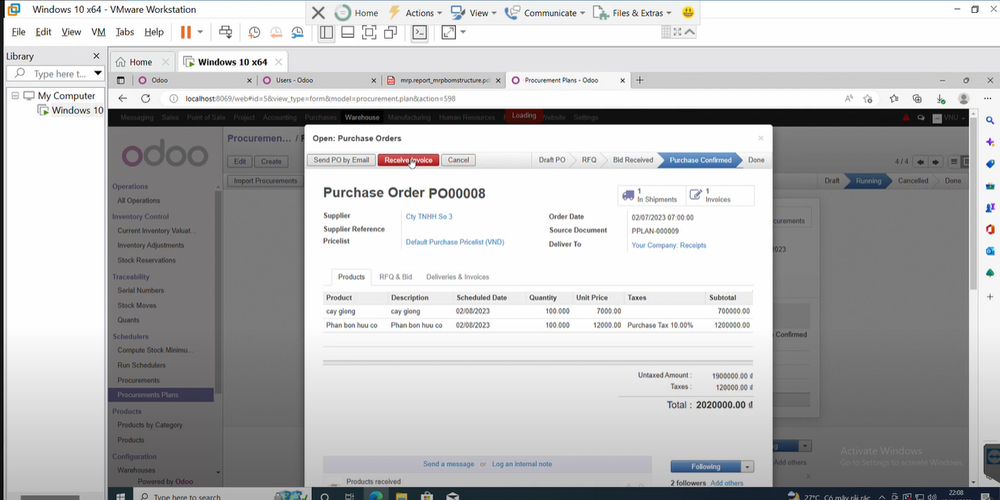 Windows 10 x64 - VMware Workstation
Home Actions View Communicate Files & Extras
File Edit View VM Tabs Help
Library
Type here t...
My Computer
Windows 10
Home
Windows 10 x64
Odoo
Users - Odoo
mrp.report_mrpbomstructure.pdf
Procurement Plans - Odoo
localhost:8069/web#id=5&view_type=form&model=procurement.plan&action=598
Messaging Sales Point of Sale Project Accounting Purchases Warehouse Manufacturing Human Resources Loading Website Settings VNU
odoo
Procuremen... /
Edit Create
4 / 4
Import Procurements
Draft Running Cancelled Done
Operations
All Operations
Inventory Control
Current Inventory Valuat...
Inventory Adjustments
Stock Reservations
Traceability
Serial Numbers
Stock Moves
Quants
Schedulers
Compute Stock Minimu...
Run Schedulers
Procurements
Procurements Plans
Products
Products by Category
Products
Configuration
Warehouses
Powered by Odoo
Open: Purchase Orders
Send PO by Email Receive Invoice Cancel
Draft PO RFQ Bid Received Purchase Confirmed Done
Purchase Order PO00008
1 In Shipments
1 Invoices
Supplier Cty TNHH So 3
Supplier Reference
Pricelist Default Purchase Pricelist (VND)
Order Date 02/07/2023 07:00:00
Source Document PPLAN-000009
Deliver To Your Company: Receipts
Products RFQ & Bid Deliveries & Invoices
Product Description Scheduled Date Quantity Unit Price Taxes Subtotal
cay giong cay giong 02/08/2023 100.000 7000.00 700000.00
Phan bon huu co Phan bon huu co 02/08/2023 100.000 12000.00 Purchase Tax 10.00% 1200000.00
Untaxed Amount : 1900000.00 ₫
Taxes : 120000.00 ₫
Total : 2020000.00 ₫
Send a message or Log an internal note
Following
Products received
2 followers Add others
Confirmed
Add others
Activate Windows
Go to Settings to activate Windows.
Type here to search
27°C Có mây rải rác
22:08